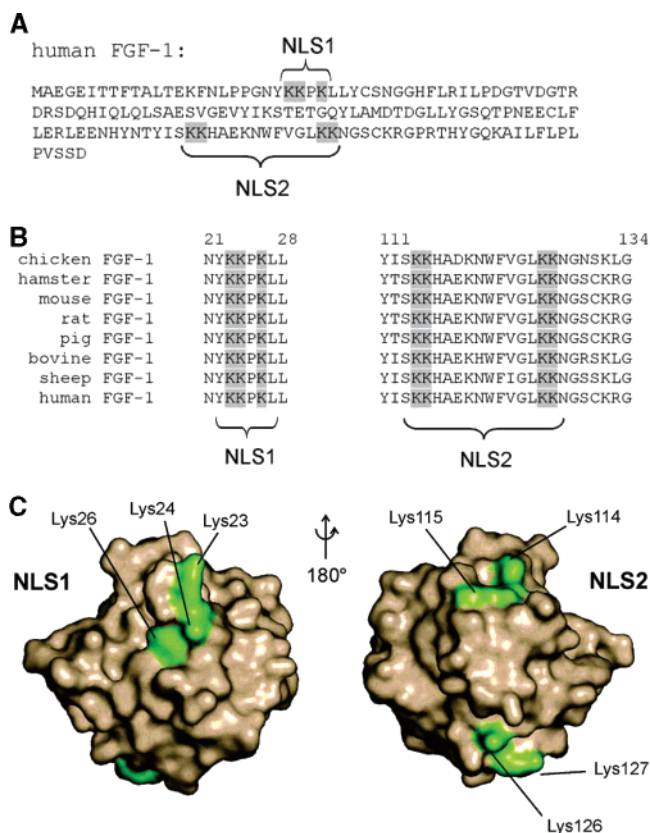 A
human FGF-1:
NLS1
MAEGEITTFTALTEKFNLPPGNYKKPKLLYCSNGGHFLRILPDGTVDGTR
DRSDQHIQLQLSAESVGEVYIKSTETGQYLAMDTDGLLYGSQTPNEECLF
LERLEENHYNTYISKKHAEKNWFVGLKKNGSCKRGPRTHYGQKAILFLPL
PVSSD
NLS2
B
21 28 111 134
chicken FGF-1 NYKKPKLL YISKKHADKNWFVGLKKNGNSKLG
hamster FGF-1 NYKKPKLL YTSKKHAEKNWFVGLKKNGSCKRG
mouse FGF-1 NYKKPKLL YTSKKHAEKNWFVGLKKNGSCKRG
rat FGF-1 NYKKPKLL YTSKKHAEKNWFVGLKKNGSCKRG
pig FGF-1 NYKKPKLL YTSKKHAEKNWFVGLKKNGSCKRG
bovine FGF-1 NYKKPKLL YISKKHAEKHWFVGLKKNGRSKLG
sheep FGF-1 NYKKPKLL YISKKHAEKNWFIGLKKNGSSKLG
human FGF-1 NYKKPKLL YISKKHAEKNWFVGLKKNGSCKRG
NLS1 NLS2
C
Lys26 Lys24 Lys23 Lys115 Lys114
NLS1 180° NLS2
Lys127
Lys126